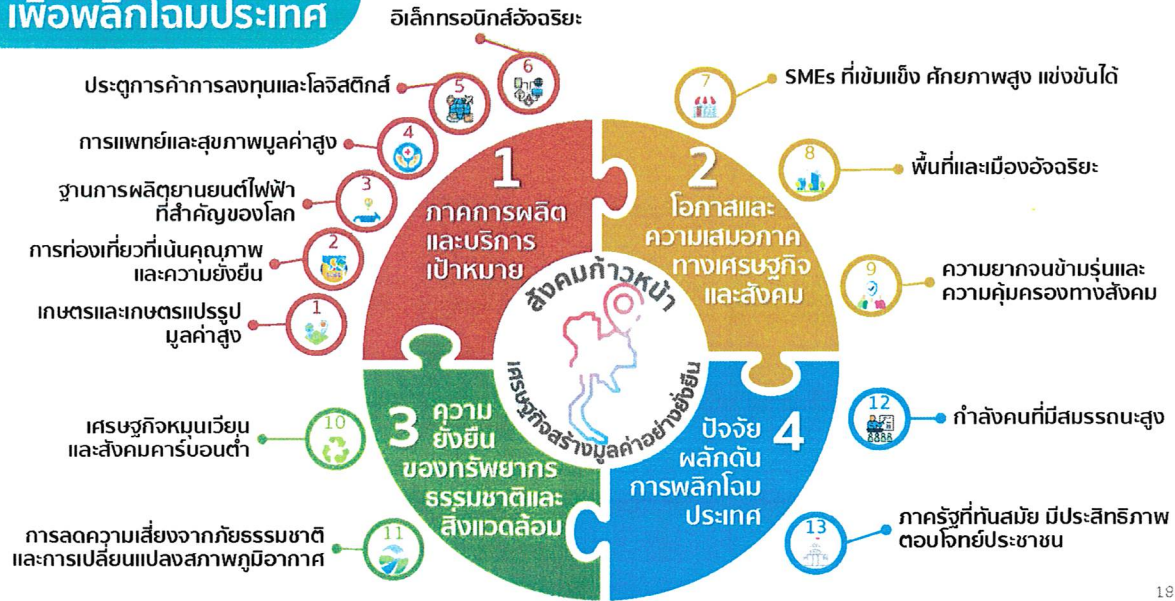 เพื่อพลิกโฉมประเทศ
อิเล็กทรอนิกส์อัจฉริยะ
6
ประตูการค้าการลงทุนและโลจิสติกส์
5
การแพทย์และสุขภาพมูลค่าสูง
4
ฐานการผลิตยานยนต์ไฟฟ้า
ที่สำคัญของโลก
3
การท่องเที่ยวที่เน้นคุณภาพ
และความยั่งยืน
2
เกษตรและเกษตรแปรรูป
มูลค่าสูง
1
1
ภาคการผลิต
และบริการ
เป้าหมาย
7
SMEs ที่เข้มแข็ง ศักยภาพสูง แข่งขันได้
8
พื้นที่และเมืองอัจฉริยะ
9
ความยากจนข้ามรุ่นและ
ความคุ้มครองทางสังคม
2
โอกาสและ
ความเสมอภาค
ทางเศรษฐกิจ
และสังคม
สังคมก้าวหน้า
เศรษฐกิจสร้างมูลค่าอย่างยั่งยืน
10
เศรษฐกิจหมุนเวียน
และสังคมคาร์บอนต่ำ
11
การลดความเสี่ยงจากภัยธรรมชาติ
และการเปลี่ยนแปลงสภาพภูมิอากาศ
3
ความ
ยั่งยืน
ของทรัพยากร
ธรรมชาติและ
สิ่งแวดล้อม
4
ปัจจัย
ผลักดัน
การพลิกโฉม
ประเทศ
12
กำลังคนที่มีสมรรถนะสูง
13
ภาครัฐที่ทันสมัย มีประสิทธิภาพ
ตอบโจทย์ประชาชน
18